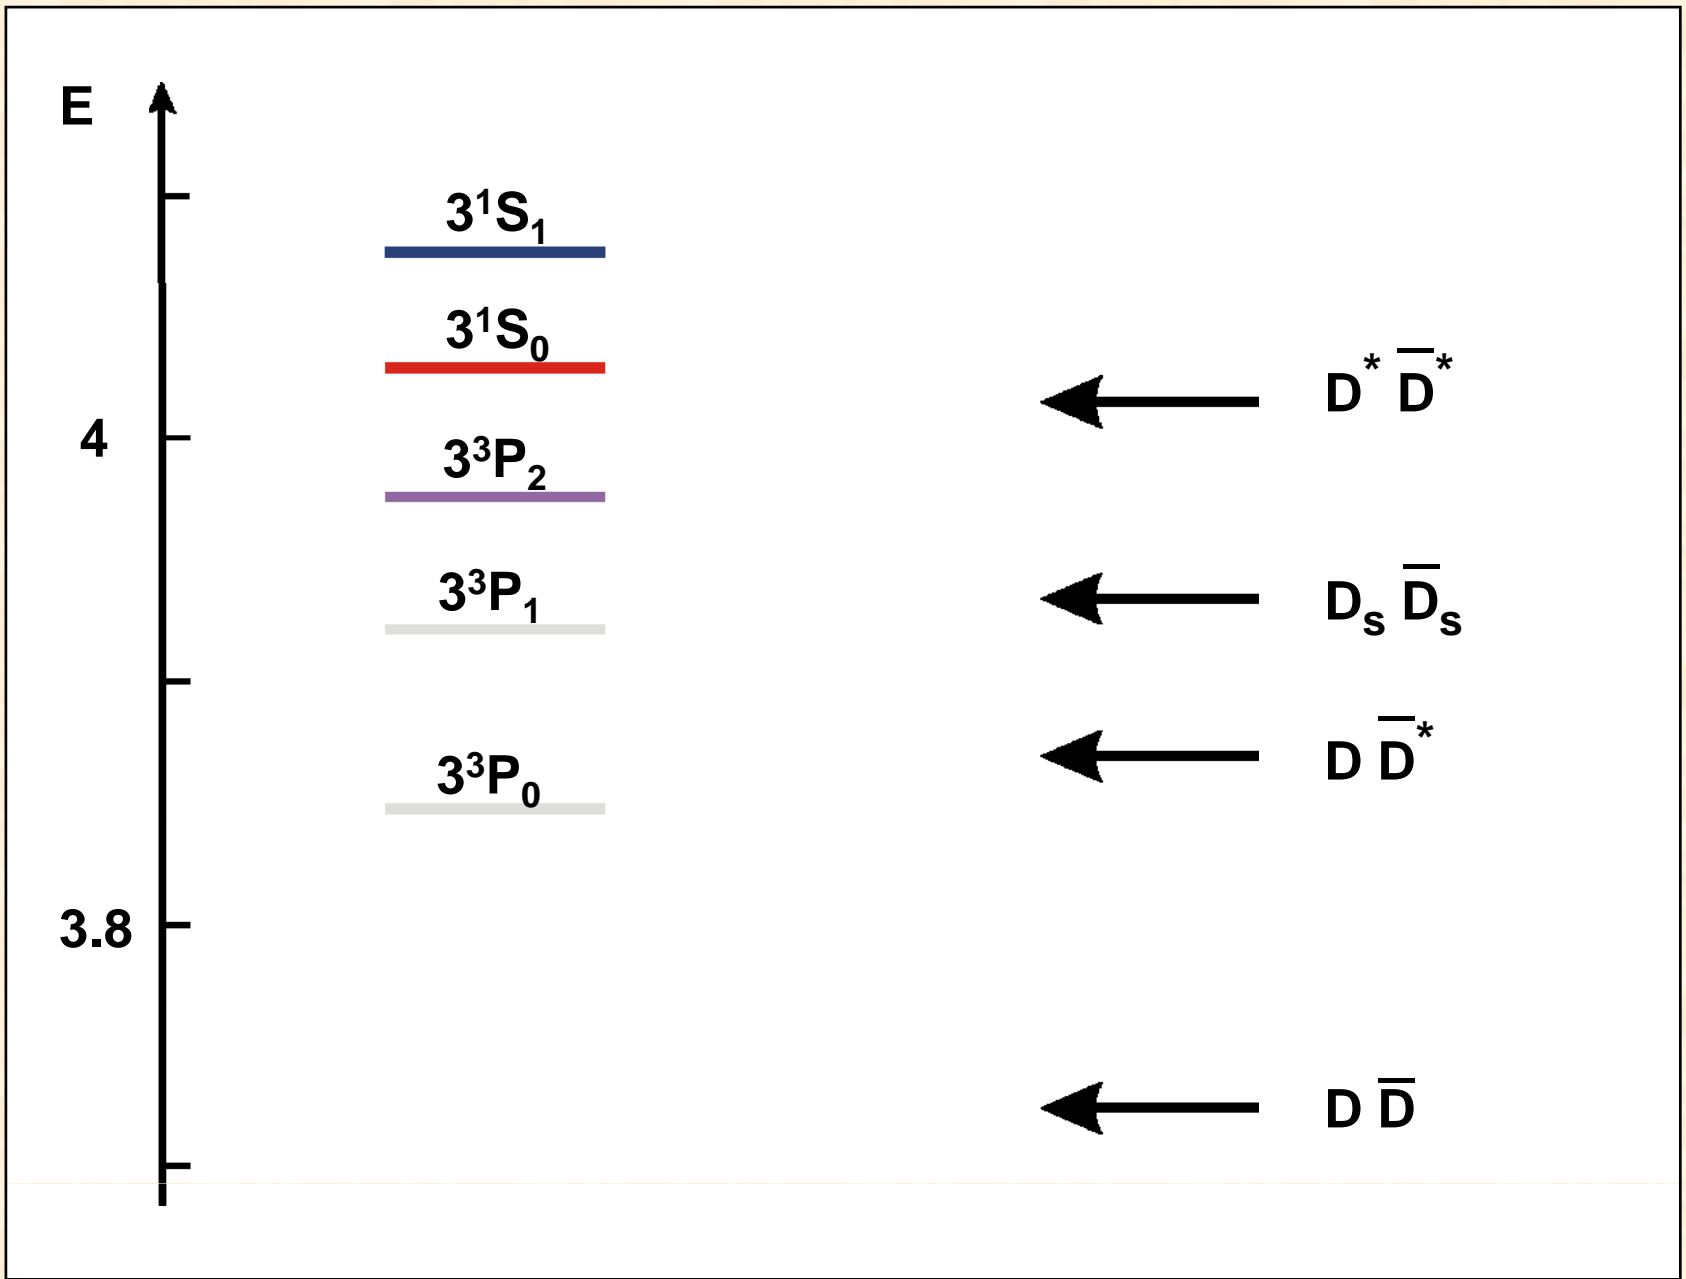 E
3¹S₁
3¹S₀
D* D̅*
4
3³P₂
3³P₁
Dₛ D̅ₛ
D D̅*
3³P₀
3.8
D D̅